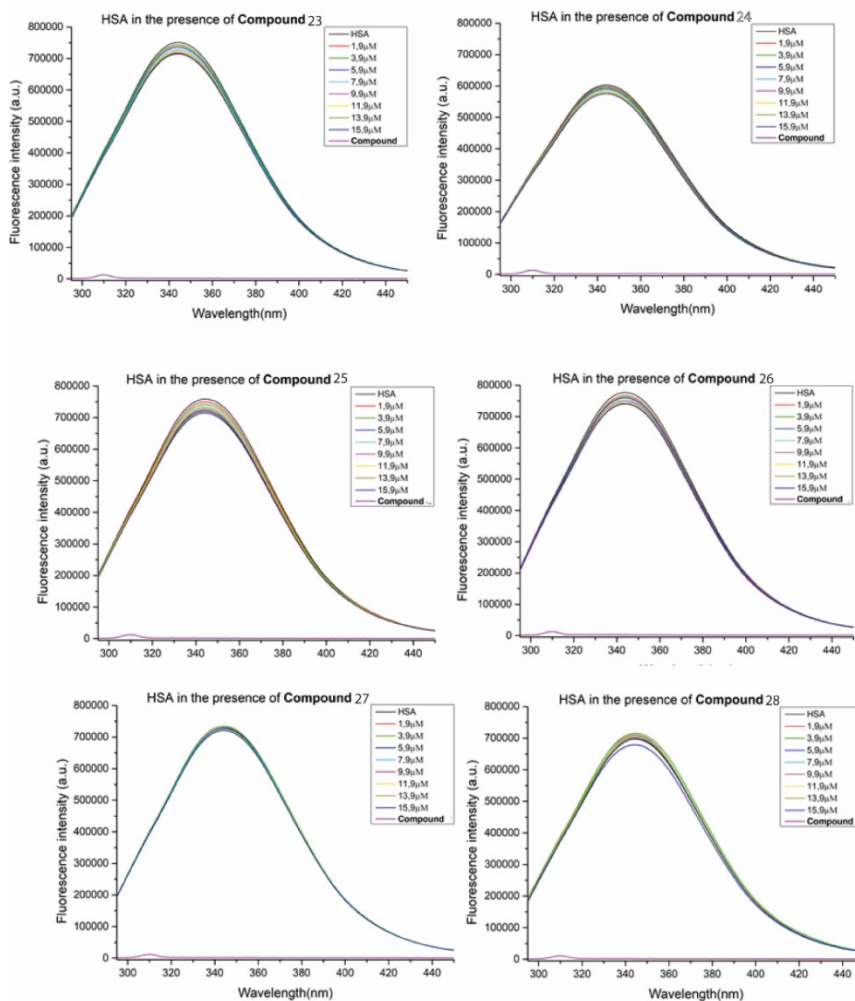 HSA in the presence of Compound 23
800000
700000
600000
500000
400000
300000
200000
100000
0
Fluorescence intensity (a.u.)
300 320 340 360 380 400 420 440
Wavelength(nm)
HSA
1,9µM
3,9µM
5,9µM
7,9µM
9,9µM
11,9µM
13,9µM
15,9µM
Compound
HSA in the presence of Compound 24
800000
700000
600000
500000
400000
300000
200000
100000
0
Fluorescence intensity (a.u.)
300 320 340 360 380 400 420 440
Wavelength(nm)
HSA
1,9µM
3,9µM
5,9µM
7,9µM
9,9µM
11,9µM
13,9µM
15,9µM
Compound
HSA in the presence of Compound 25
800000
700000
600000
500000
400000
300000
200000
100000
0
Fluorescence intensity (a.u.)
300 320 340 360 380 400 420 440
Wavelength(nm)
HSA
1,9µM
3,9µM
5,9µM
7,9µM
9,9µM
11,9µM
13,9µM
15,9µM
Compound
HSA in the presence of Compound 26
800000
700000
600000
500000
400000
300000
200000
100000
0
Fluorescence intensity (a.u.)
300 320 340 360 380 400 420 440
HSA
1,9µM
3,9µM
5,9µM
7,9µM
9,9µM
11,9µM
13,9µM
15,9µM
Compound
HSA in the presence of Compound 27
800000
700000
600000
500000
400000
300000
200000
100000
0
Fluorescence intensity (a.u.)
300 320 340 360 380 400 420 440
Wavelength(nm)
HSA
1,9µM
3,9µM
5,9µM
7,9µM
9,9µM
11,9µM
13,9µM
15,9µM
Compound
HSA in the presence of Compound 28
800000
700000
600000
500000
400000
300000
200000
100000
0
Fluorescence intensity (a.u.)
300 320 340 360 380 400 420 440
Wavelength(nm)
HSA
1,9µM
3,9µM
5,9µM
7,9µM
9,9µM
11,9µM
13,9µM
15,9µM
Compound